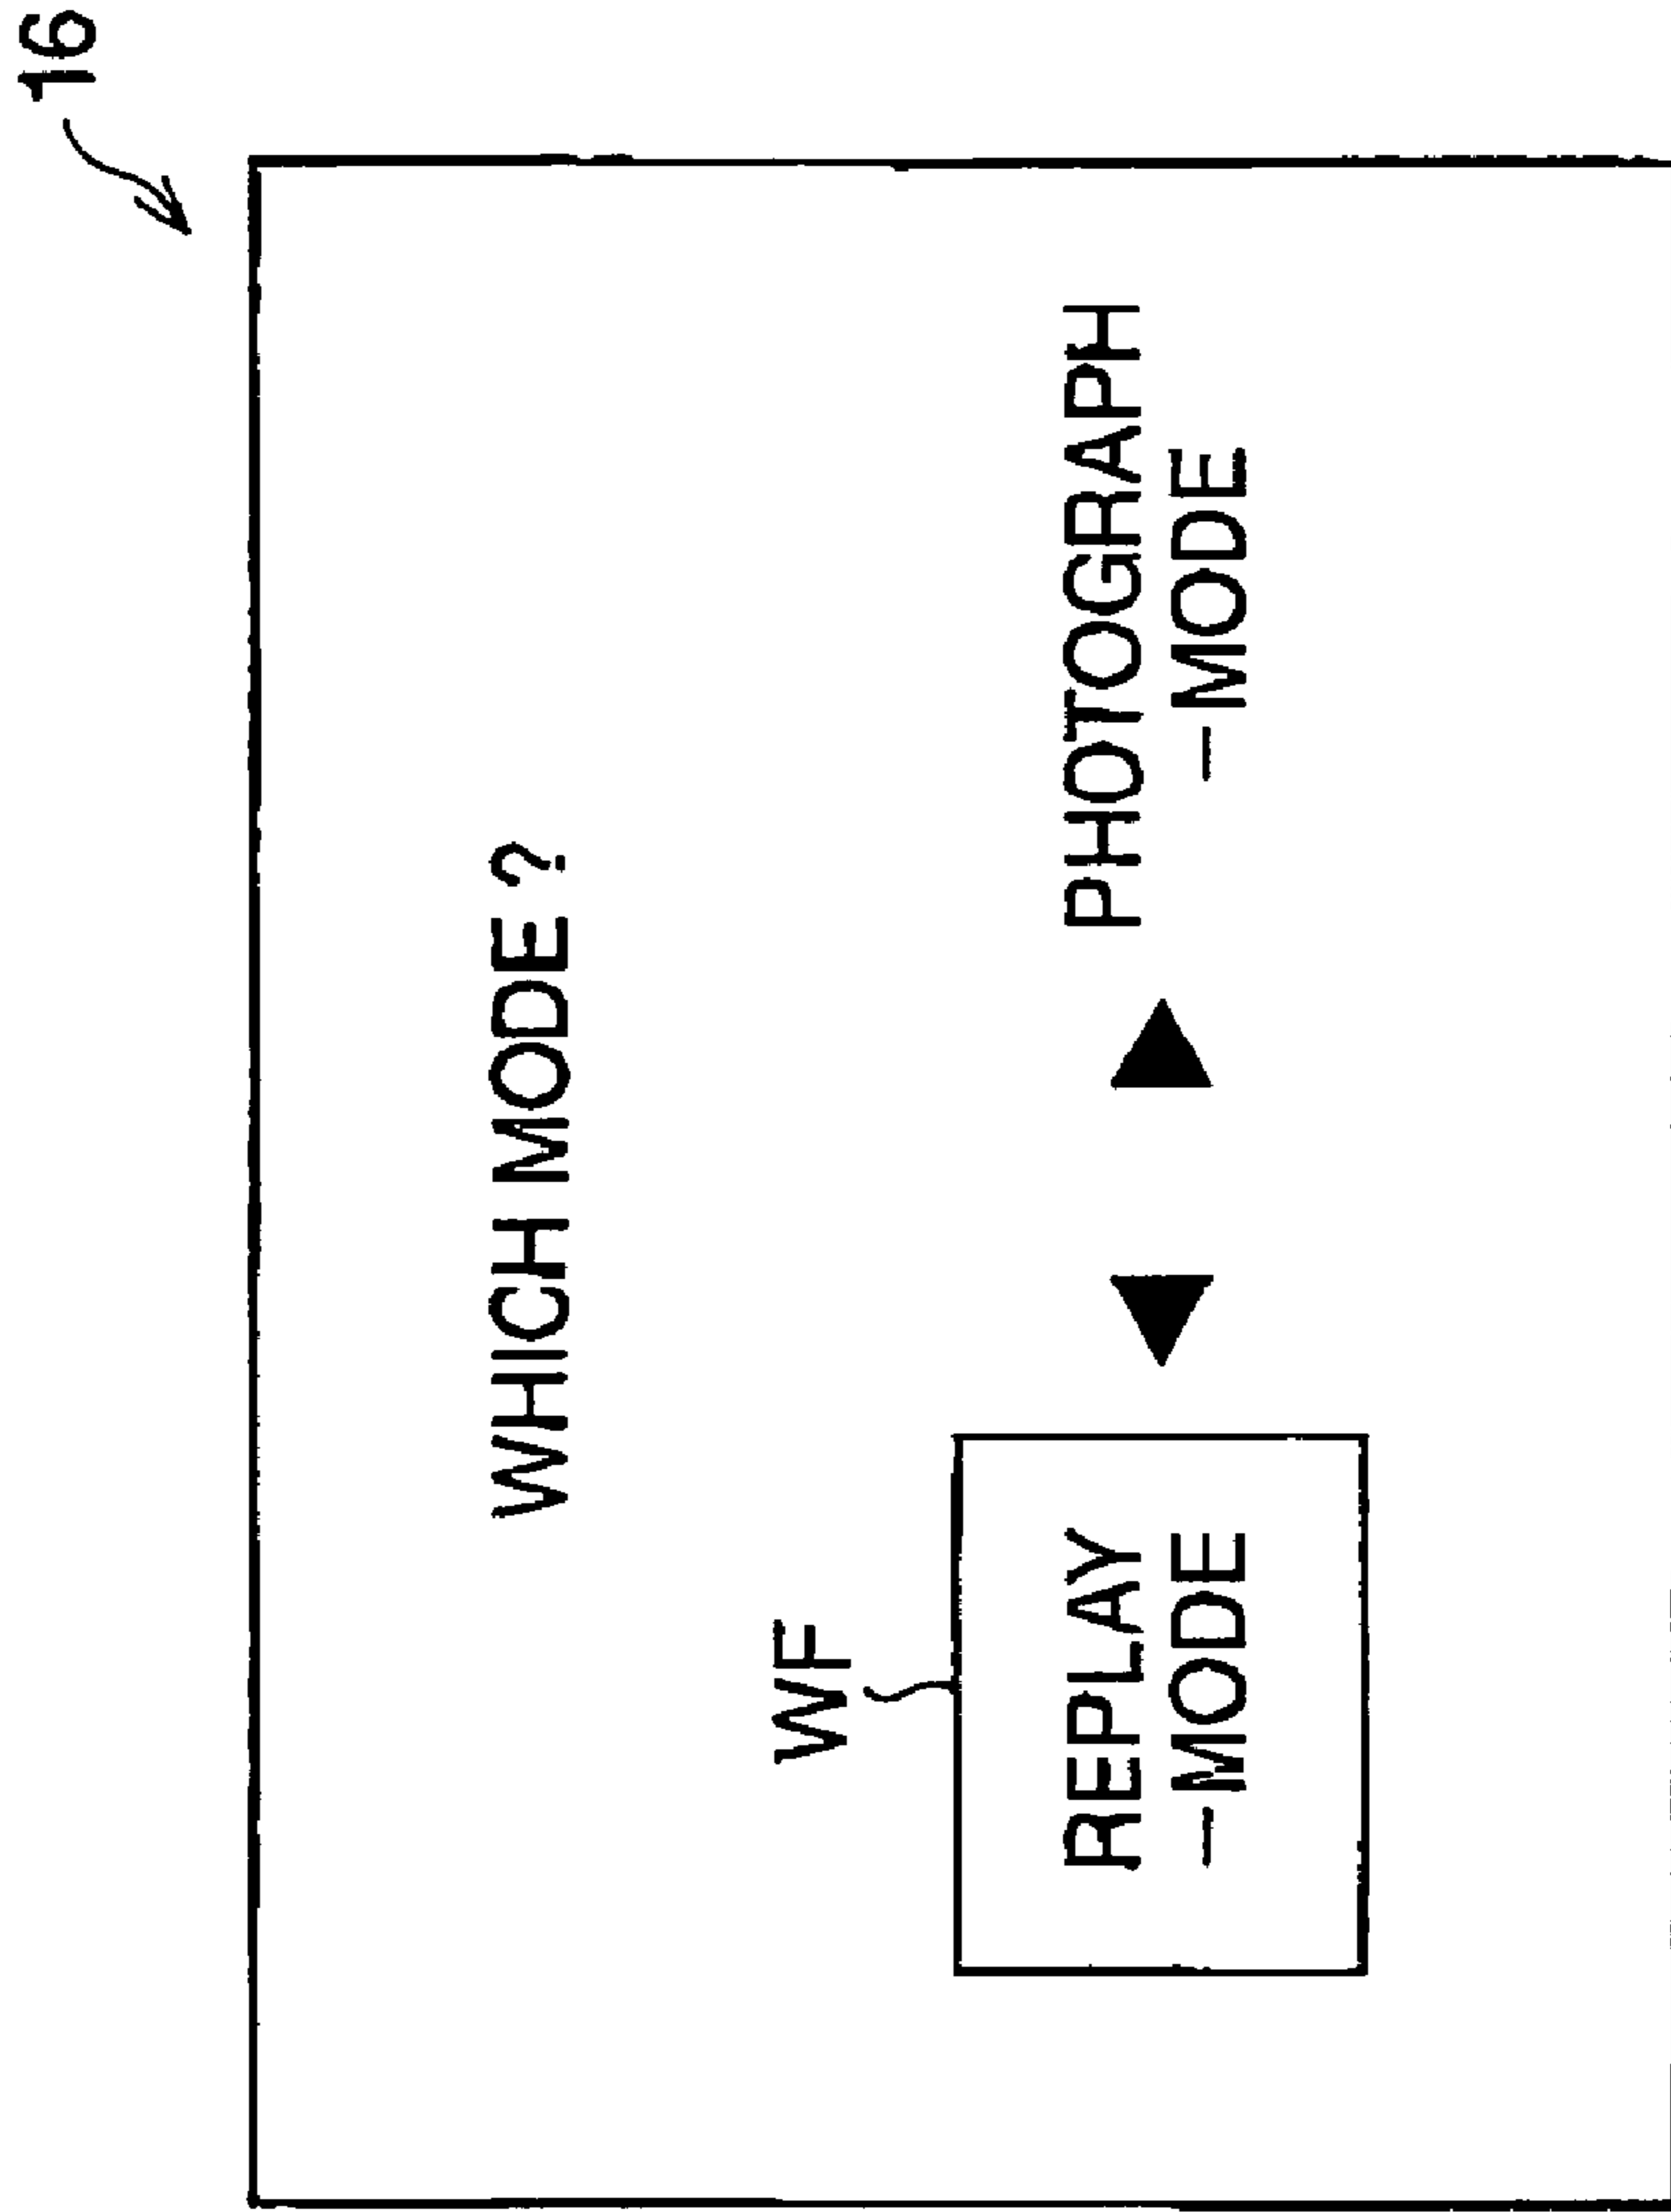 16
WHICH MODE ?
WF
REPLAY
-MODE
PHOTOGRAPH
-MODE